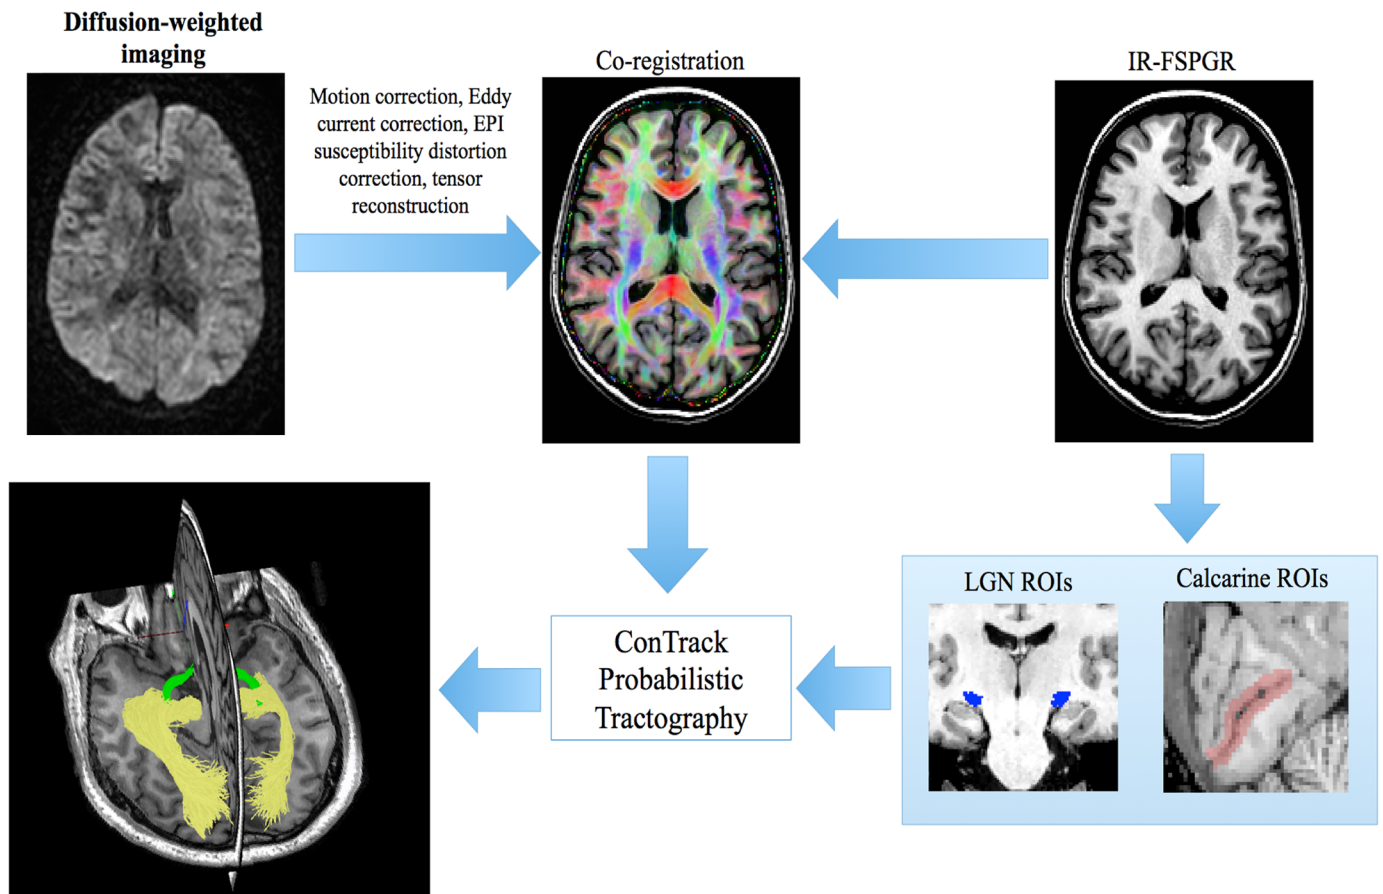 Diffusion-weighted
imaging
Motion correction, Eddy
current correction, EPI
susceptibility distortion
correction, tensor
reconstruction
Co-registration
IR-FSPGR
LGN ROIs
Calcarine ROIs
ConTrack
Probabilistic
Tractography